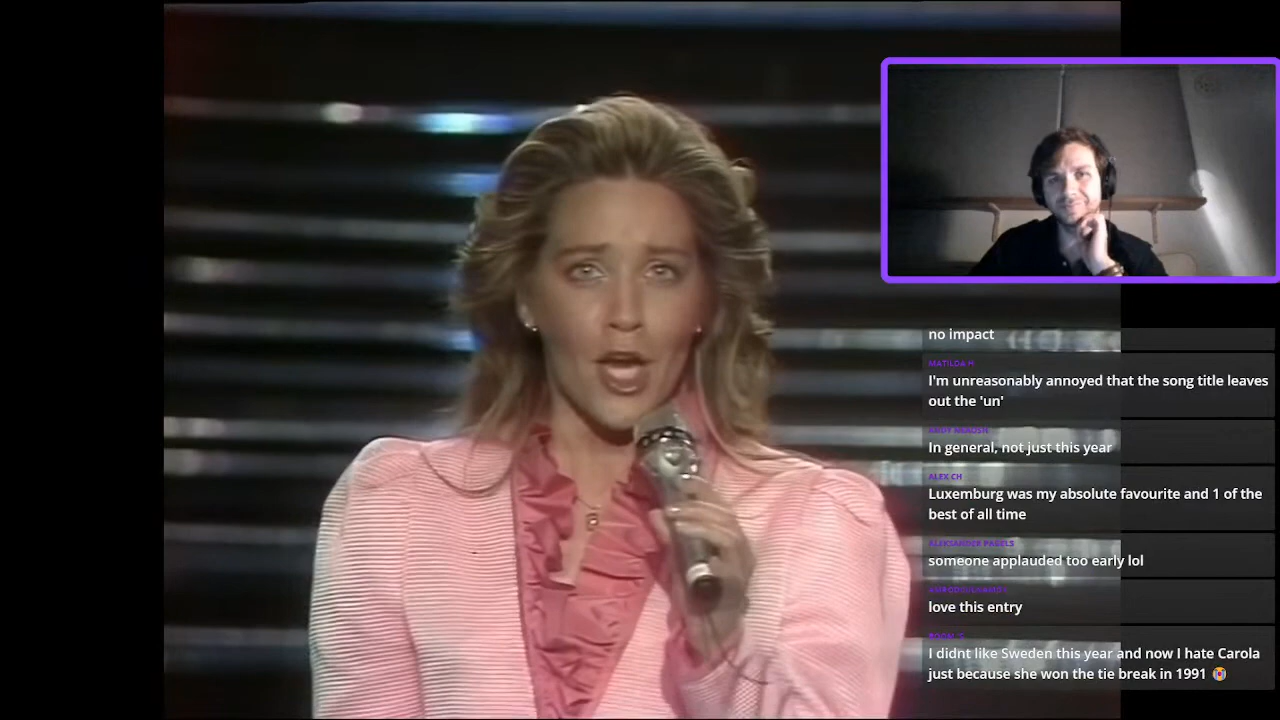 no impact
MATILDA H
I'm unreasonably annoyed that the song title leaves
out the 'un'
In general, not just this year
ALEX CH
Luxemburg was my absolute favourite and 1 of the
best of all time
ALEKSANDER PABELS
someone applauded too early lol
love this entry
I didnt like Sweden this year and now I hate Carola
just because she won the tie break in 1991 😭